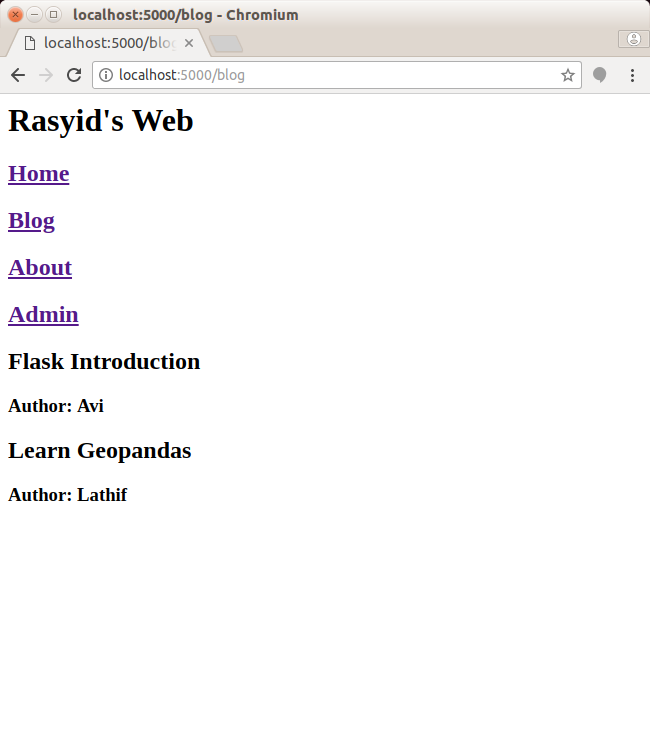 localhost:5000/blog - Chromium
localhost:5000/blog
localhost:5000/blog
Rasyid's Web
Home
Blog
About
Admin
Flask Introduction
Author: Avi
Learn Geopandas
Author: Lathif